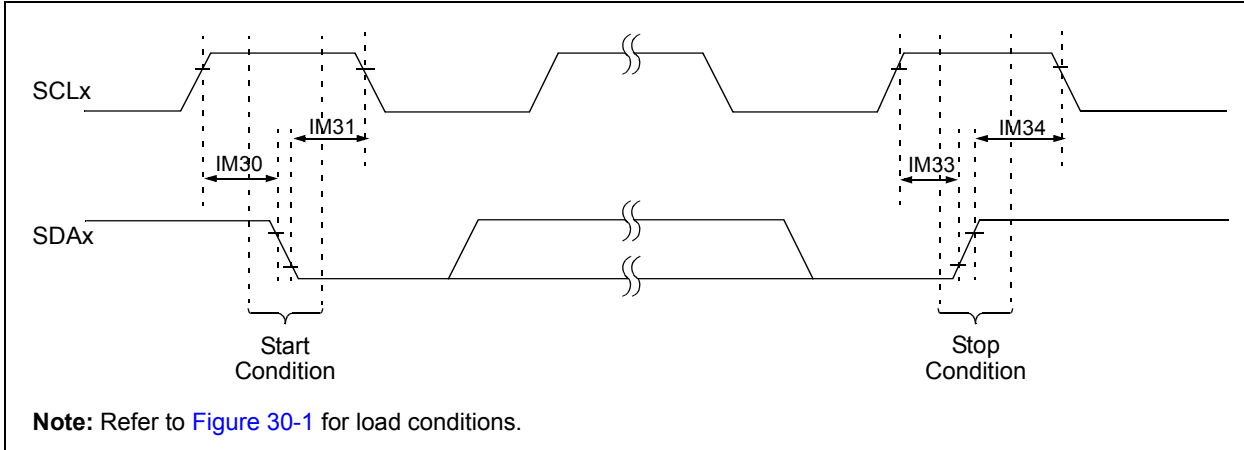 SCLx
IM31
IM34
IM30
IM33
SDAx
Start
Condition
Stop
Condition
Note: Refer to Figure 30-1 for load conditions.